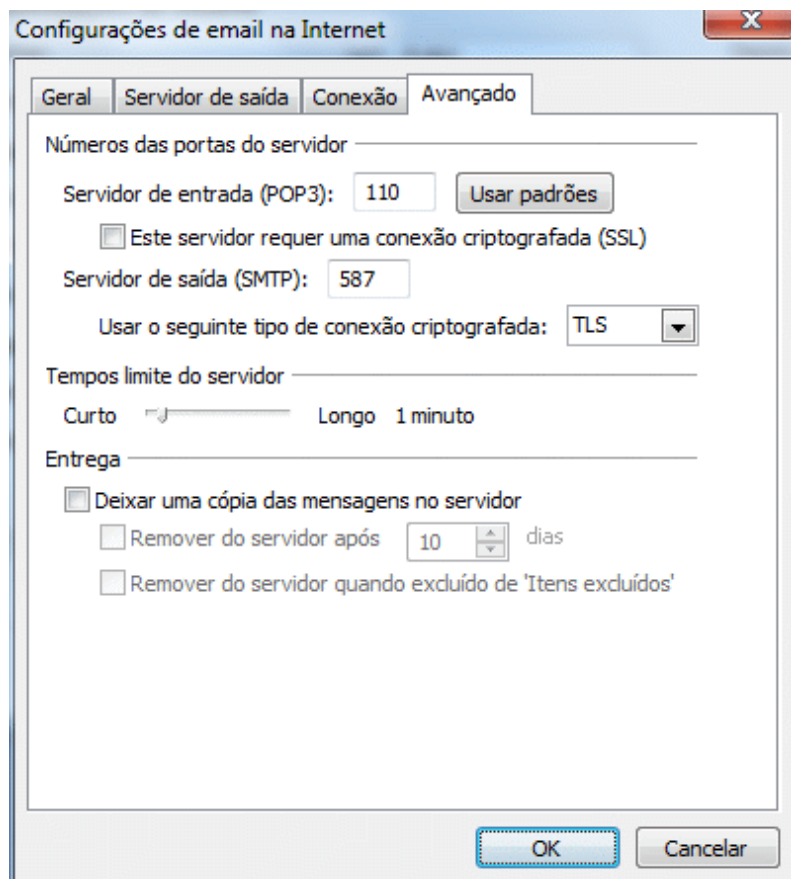 Configurações de email na Internet
Geral Servidor de saída Conexão Avançado
Números das portas do servidor
Servidor de entrada (POP3): 110 Usar padrões
Este servidor requer uma conexão criptografada (SSL)
Servidor de saída (SMTP): 587
Usar o seguinte tipo de conexão criptografada: TLS
Tempos limite do servidor
Curto Longo 1 minuto
Entrega
Deixar uma cópia das mensagens no servidor
Remover do servidor após 10 dias
Remover do servidor quando excluído de 'Itens excluídos'
OK Cancelar